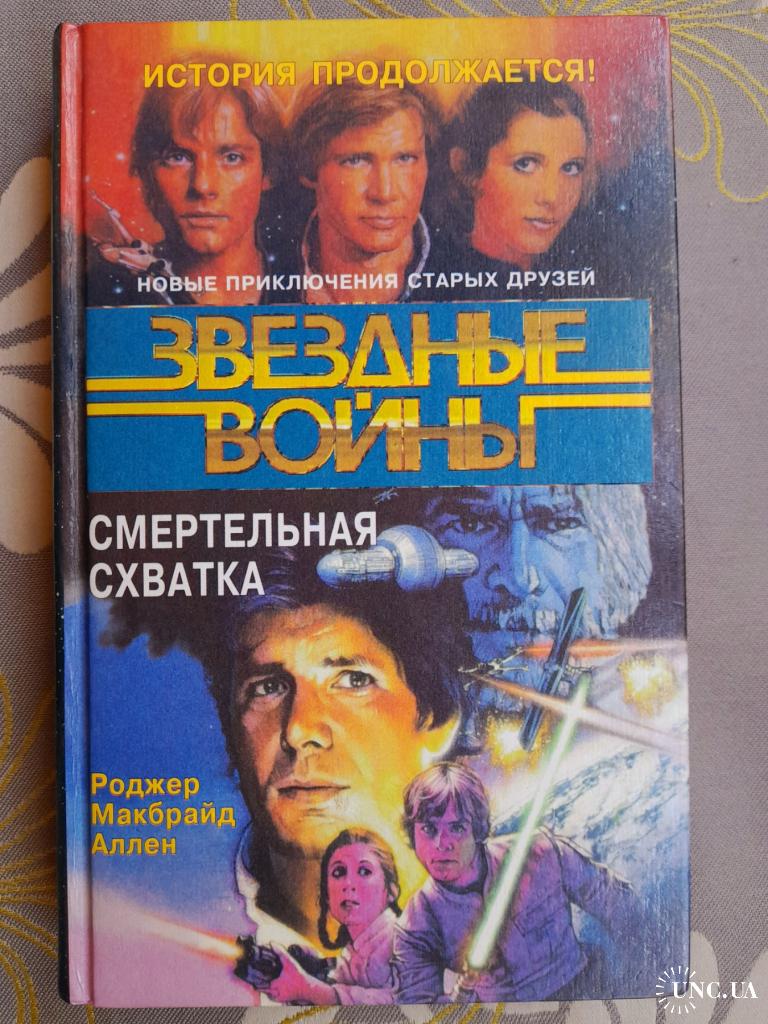 ИСТОРИЯ ПРОДОЛЖАЕТСЯ!
НОВЫЕ ПРИКЛЮЧЕНИЯ СТАРЫХ ДРУЗЕЙ
ЗВЕЗДНЫЕ
ВОЙНЫ
СМЕРТЕЛЬНАЯ
СХВАТКА
Роджер
Макбрайд
Аллен
UNC.UA